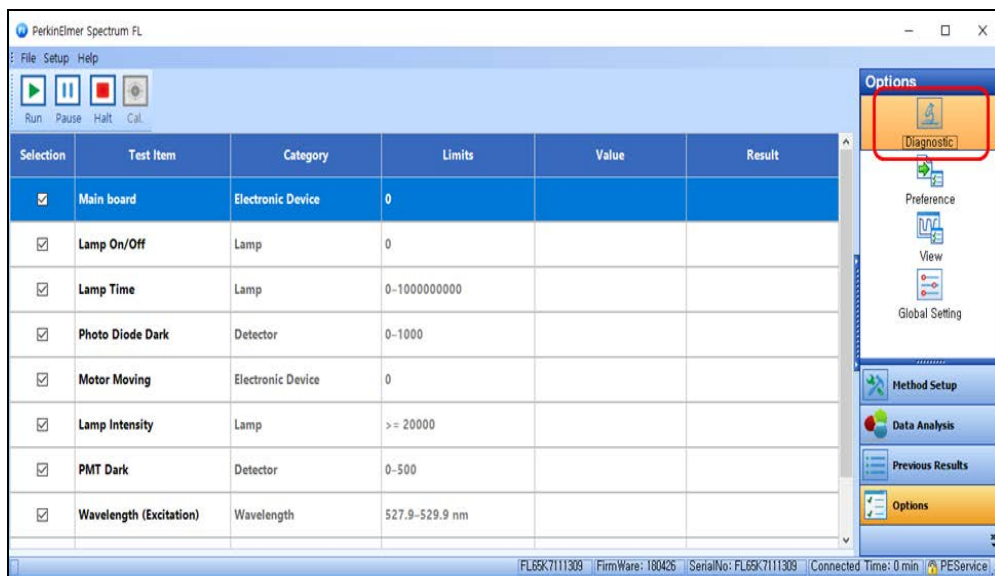 PerkinElmer Spectrum FL
File Setup Help
Run Pause Halt Cal.
Selection Test Item Category Limits Value Result
Main board Electronic Device 0
Lamp On/Off Lamp 0
Lamp Time Lamp 0~1000000000
Photo Diode Dark Detector 0~1000
Motor Moving Electronic Device 0
Lamp Intensity Lamp >= 20000
PMT Dark Detector 0~500
Wavelength (Excitation) Wavelength 527.9~529.9 nm
Options
Diagnostic
Preference
View
Global Setting
Method Setup
Data Analysis
Previous Results
Options
FL65K7111309 FirmWare: 180426 SerialNo: FL65K7111309 Connected Time: 0 min PEService